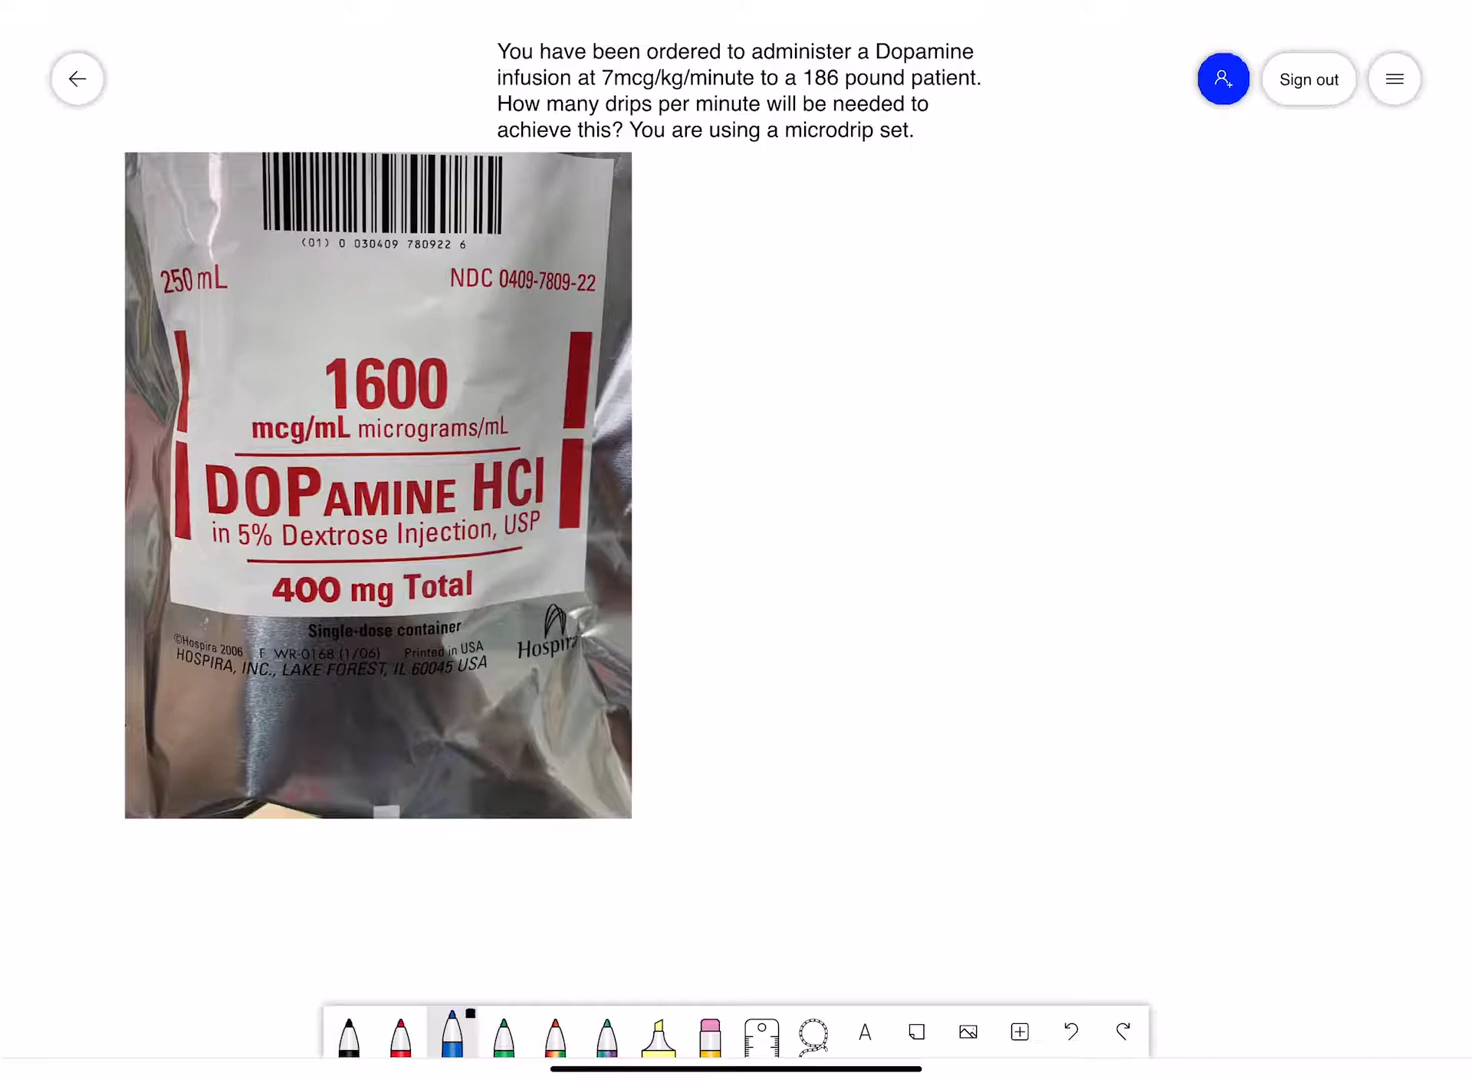 You have been ordered to administer a Dopamine
infusion at 7mcg/kg/minute to a 186 pound patient.
How many drips per minute will be needed to
achieve this? You are using a microdrip set.
Sign out
(01) 0 030409 780922 6
250 mL
NDC 0409-7809-22
1600
mcg/mL micrograms/mL
DOPAMINE HCl
in 5% Dextrose Injection, USP
400 mg Total
Single-dose container
©Hospira 2006 F WR-0168 (1/06) Printed in USA
HOSPIRA, INC., LAKE FOREST, IL 60045 USA
Hospira
A